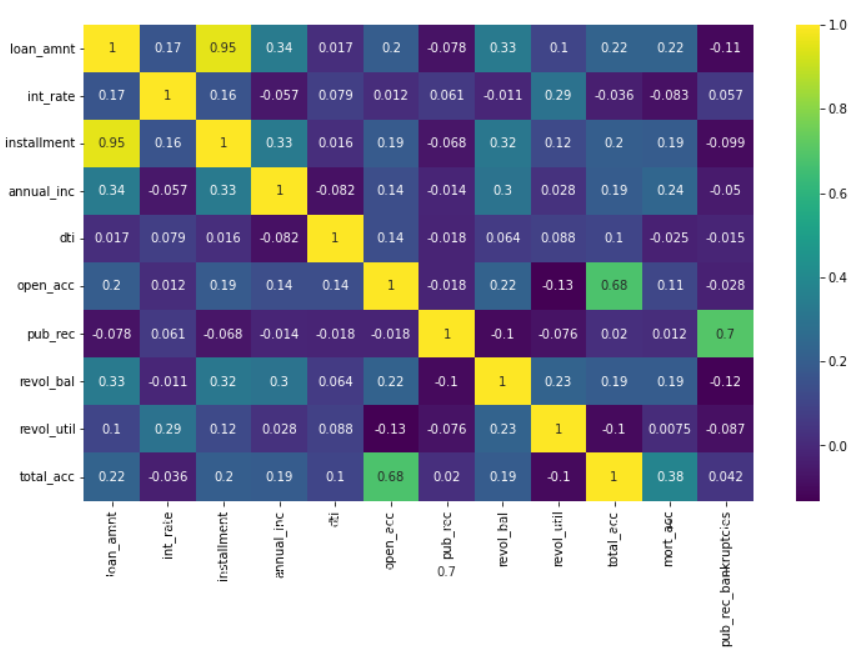 loan_amnt 1 0.17 0.95 0.34 0.017 0.2 -0.078 0.33 0.1 0.22 0.22 -0.11
int_rate 0.17 1 0.16 -0.057 0.079 0.012 0.061 -0.011 0.29 -0.036 -0.083 0.057
installment 0.95 0.16 1 0.33 0.016 0.19 -0.068 0.32 0.12 0.2 0.19 -0.099
annual_inc 0.34 -0.057 0.33 1 -0.082 0.14 -0.014 0.3 0.028 0.19 0.24 -0.05
dti 0.017 0.079 0.016 -0.082 1 0.14 -0.018 0.064 0.088 0.1 -0.025 -0.015
open_acc 0.2 0.012 0.19 0.14 0.14 1 -0.018 0.22 -0.13 0.68 0.11 -0.028
pub_rec -0.078 0.061 -0.068 -0.014 -0.018 -0.018 1 -0.1 -0.076 0.02 0.012 0.7
revol_bal 0.33 -0.011 0.32 0.3 0.064 0.22 -0.1 1 0.23 0.19 0.19 -0.12
revol_util 0.1 0.29 0.12 0.028 0.088 -0.13 -0.076 0.23 1 -0.1 0.0075 -0.087
total_acc 0.22 -0.036 0.2 0.19 0.1 0.68 0.02 0.19 -0.1 1 0.38 0.042
loan_amnt int_rate installment annual_inc dti open_acc pub_rec revol_bal revol_util total_acc mort_acc pub_rec_bankruptcies
0.7
1.0
0.8
0.6
0.4
0.2
0.0